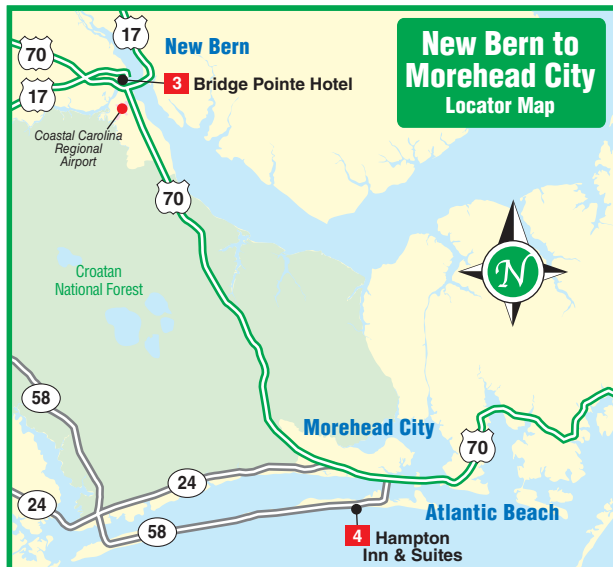 New Bern to
Morehead City
Locator Map
70
17
17
New Bern
3 Bridge Pointe Hotel
Coastal Carolina
Regional
Airport
70
Croatan
National Forest
N
58
Morehead City
70
24
24
58
Atlantic Beach
4 Hampton
Inn & Suites